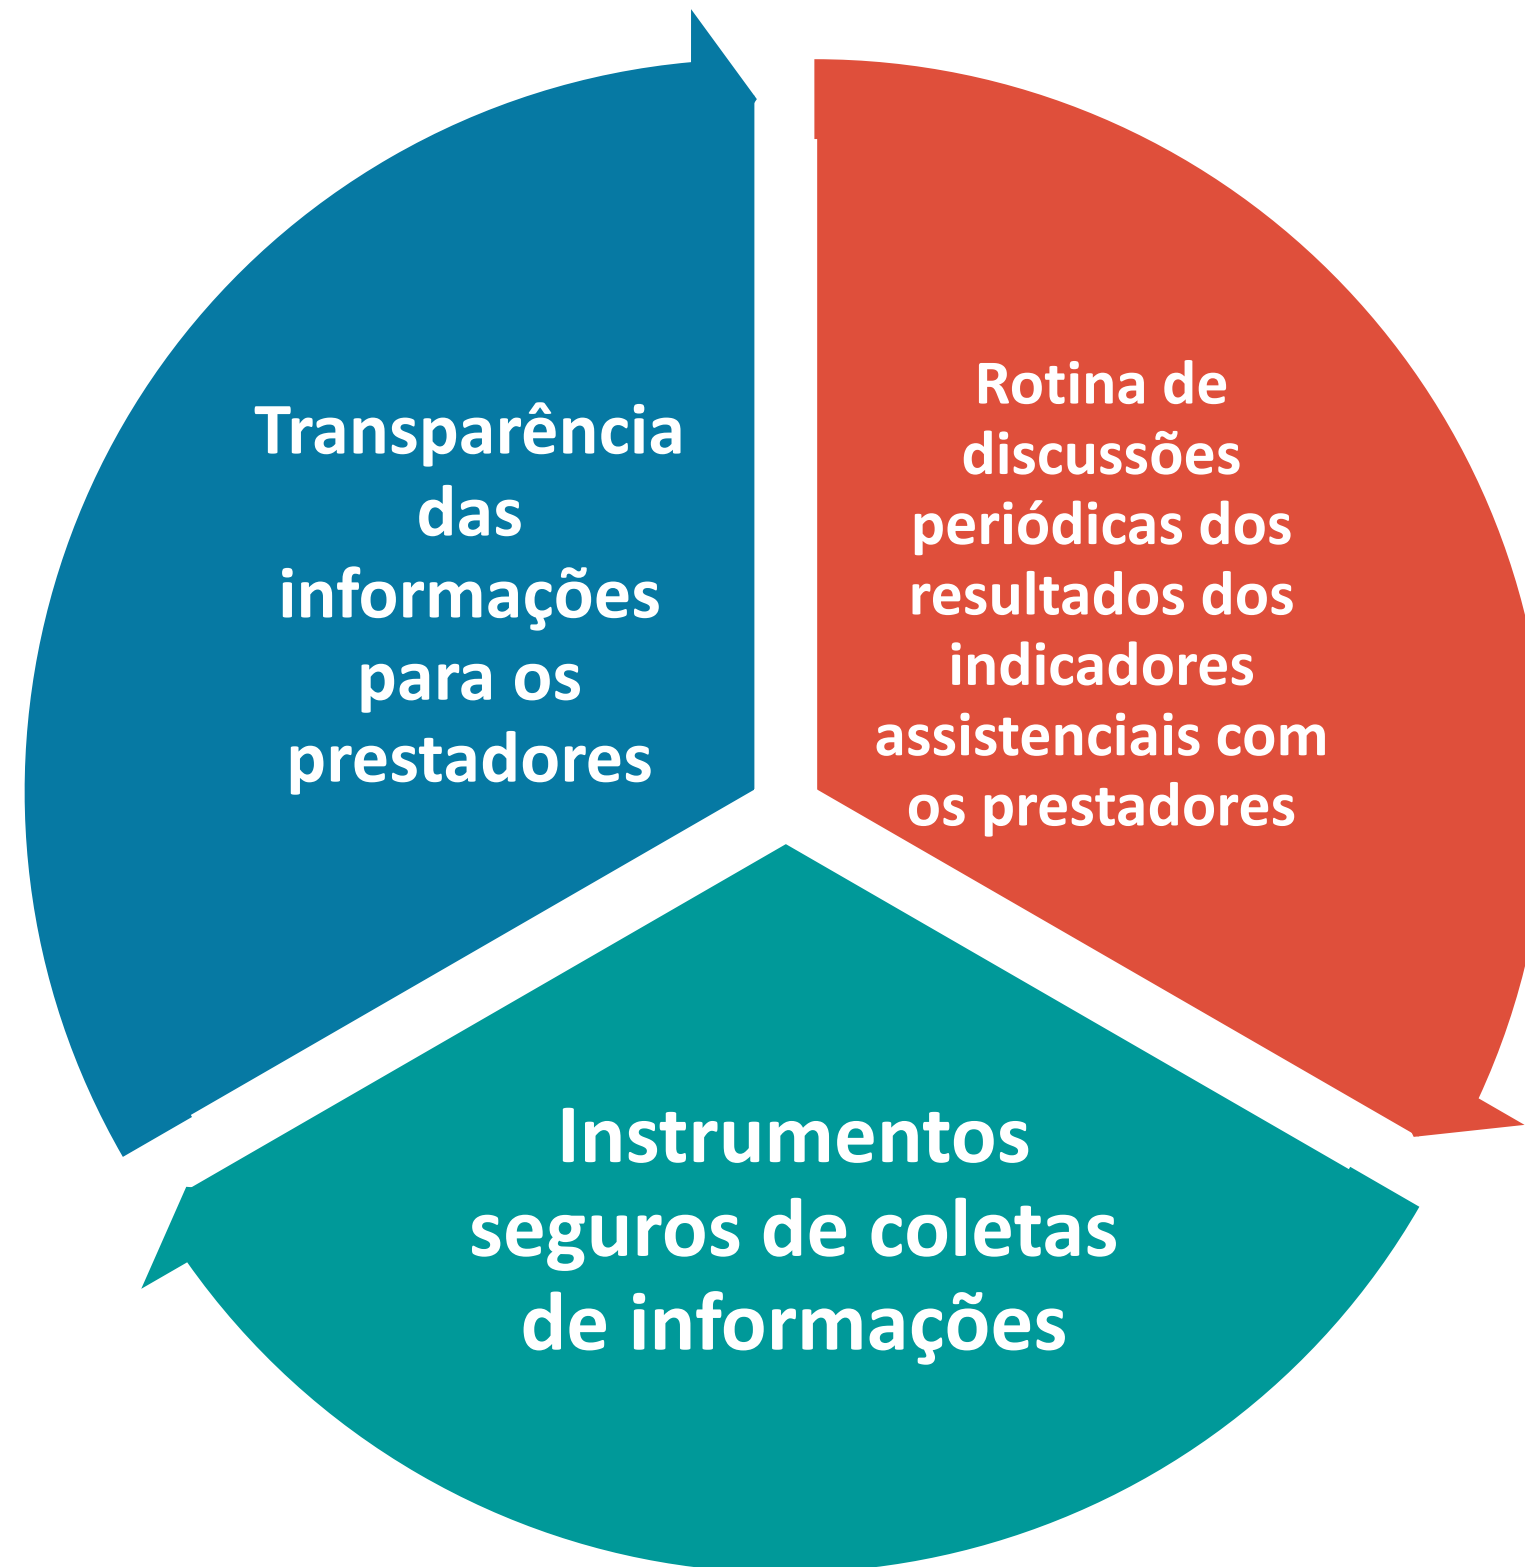 Transparência
das
informações
para os
prestadores
Rotina de
discussões
periódicas dos
resultados dos
indicadores
assistenciais com
os prestadores
Instrumentos
seguros de coletas
de informações